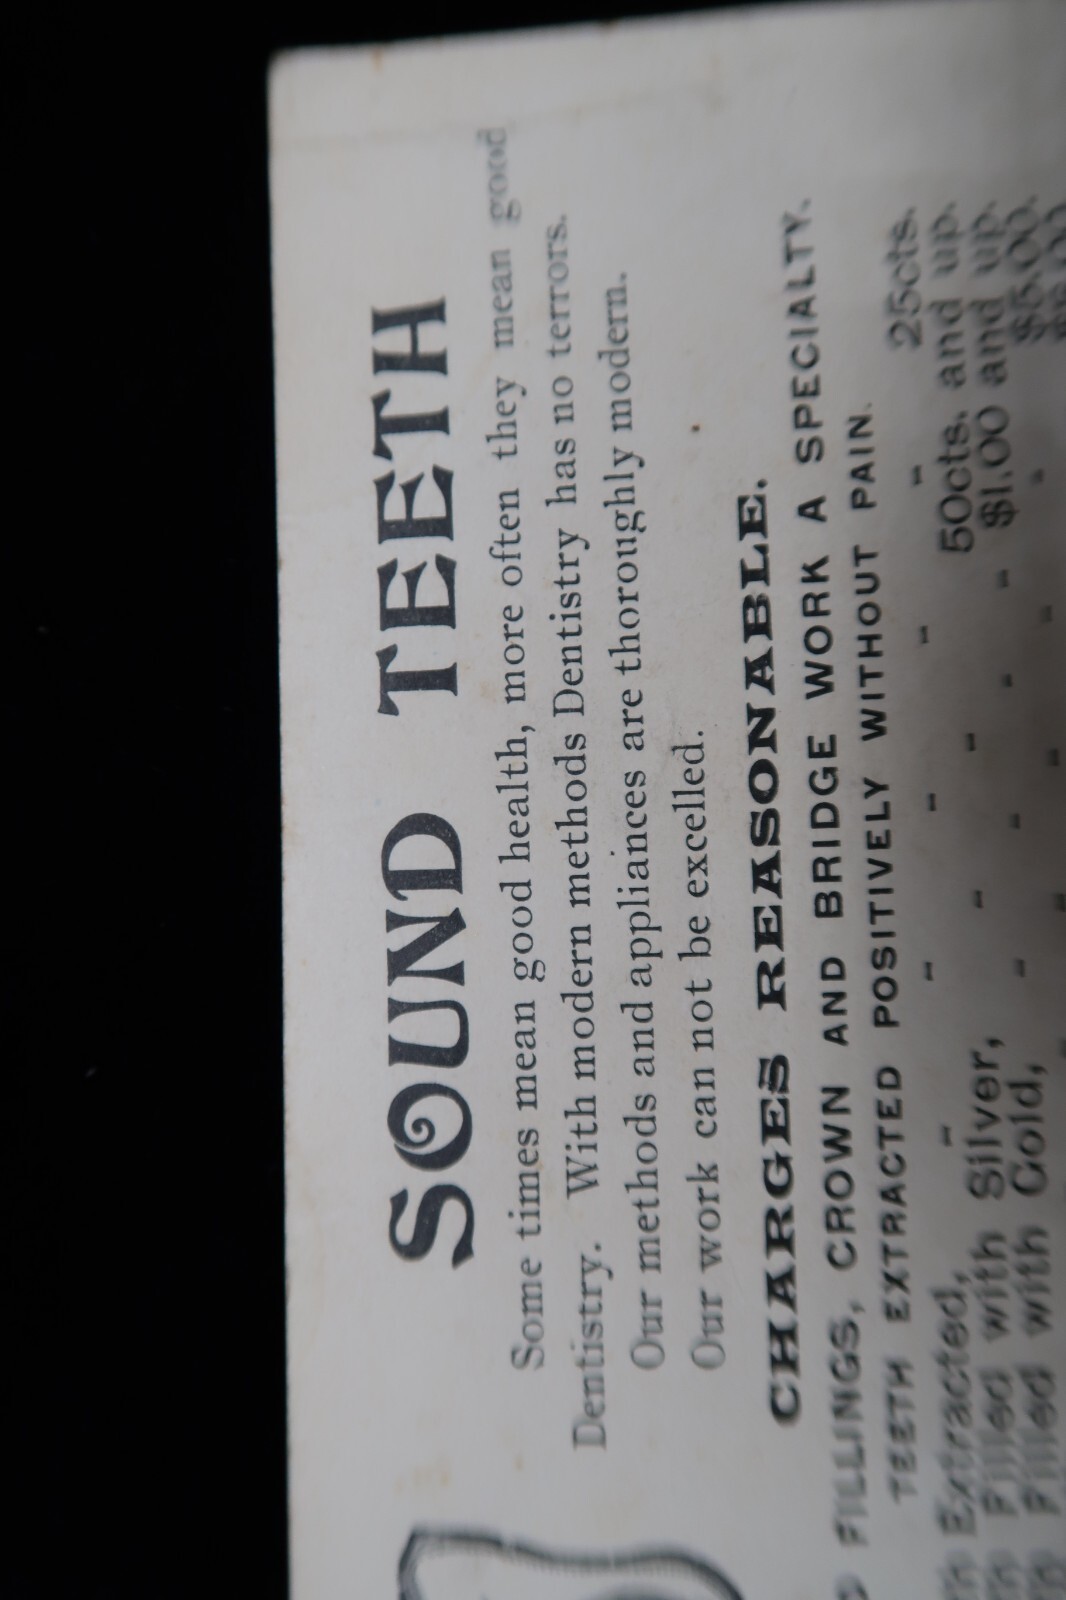 SOUND TEETH
Some times mean good health, more often they mean good
Dentistry. With modern methods Dentistry has no terrors.
Our methods and appliances are thoroughly modern.
Our work can not be excelled.
CHARGES REASONABLE.
FILLINGS, CROWN AND BRIDGE WORK A SPECIALTY.
TEETH EXTRACTED POSITIVELY WITHOUT PAIN.
Extracted, - - - - - 25cts.
Filled with Silver, - - - 50cts. and up.
Filled with Gold, - - - - $1.00 and up.
$5.00.